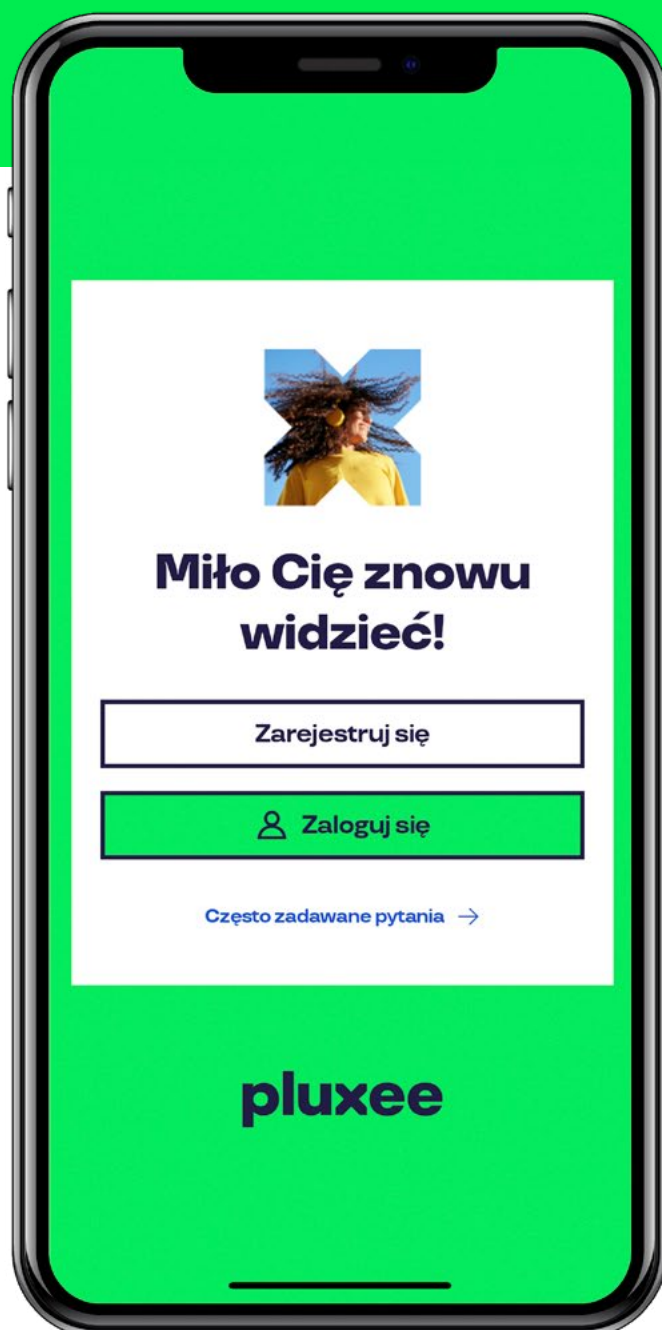 Miło Cię znowu
widzieć!
Zarejestruj się
Zaloguj się
Często zadawane pytania →
pluxee